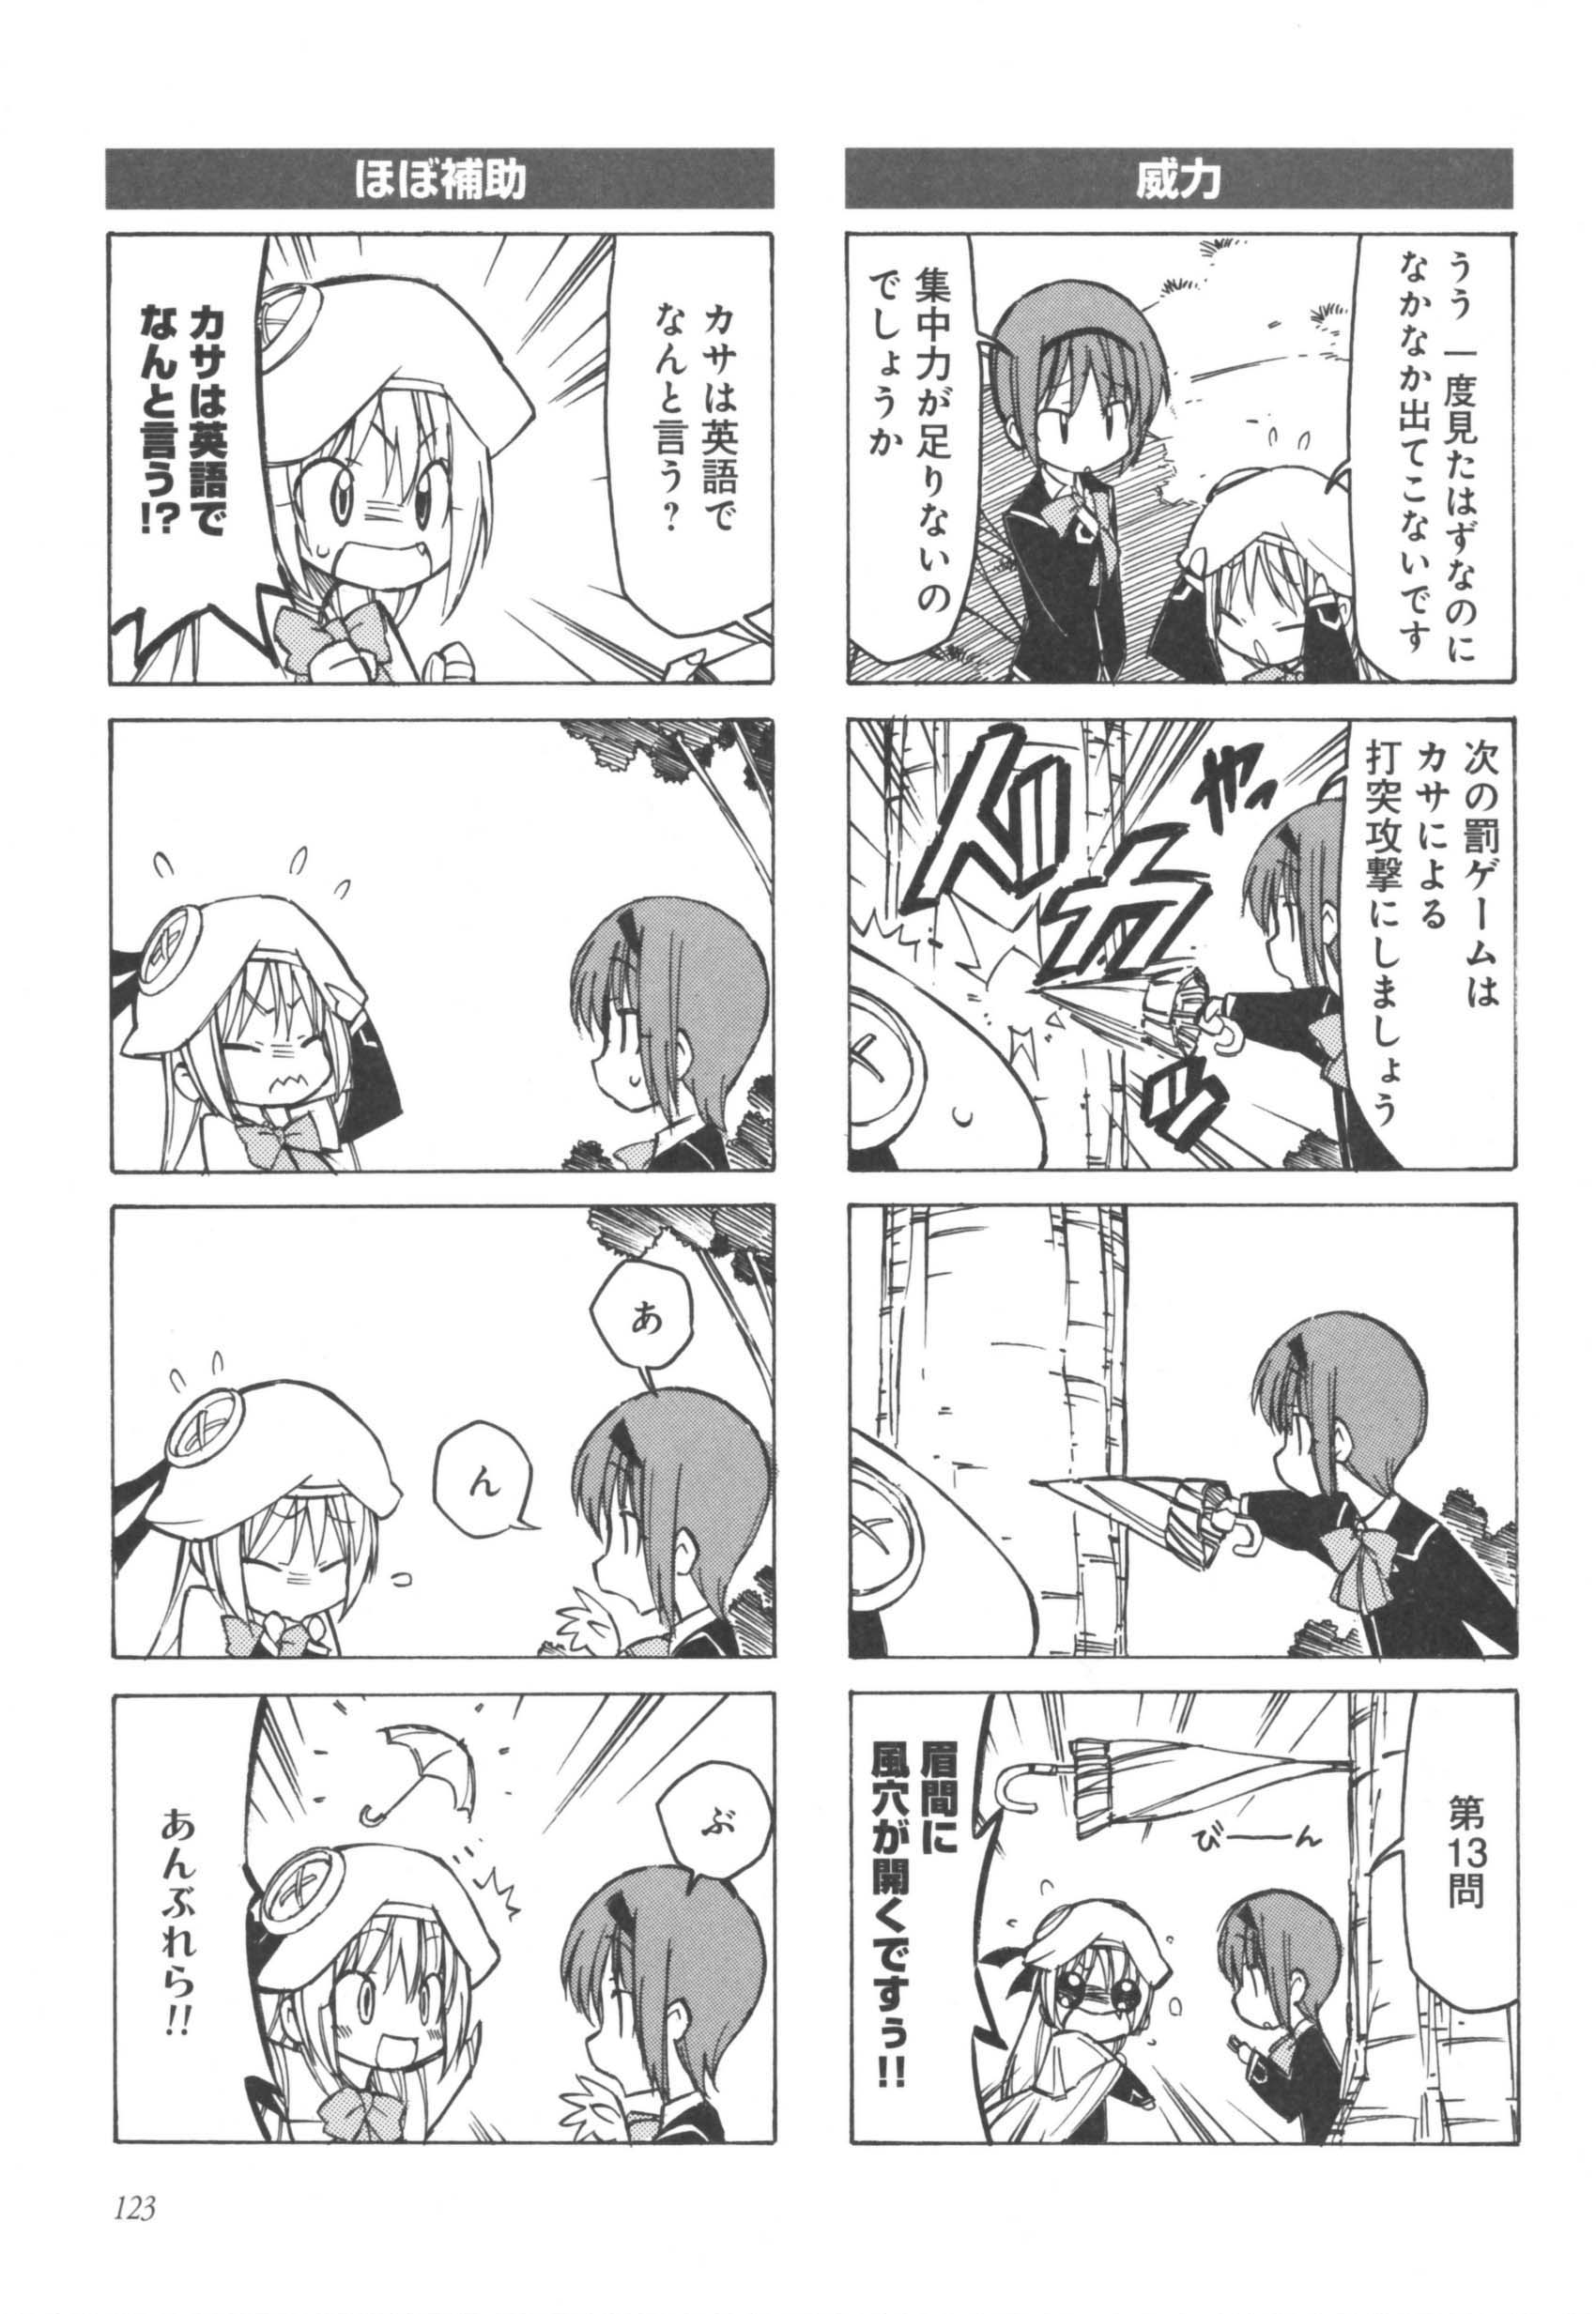 威力
うう 一度見たはずなのに
なかなか出てこないです
集中力が足りないの
でしょうか
次の罰ゲームは
カサによる
打突攻撃にしましょう
やっ
ドカッ
第13問
びーーん
眉間に
風穴が開くですぅ!!
ほぼ補助
カサは英語で
なんと言う?
カサは英語で
なんと言う!?
あ
ん
ぶ
あんぶれら!!
123